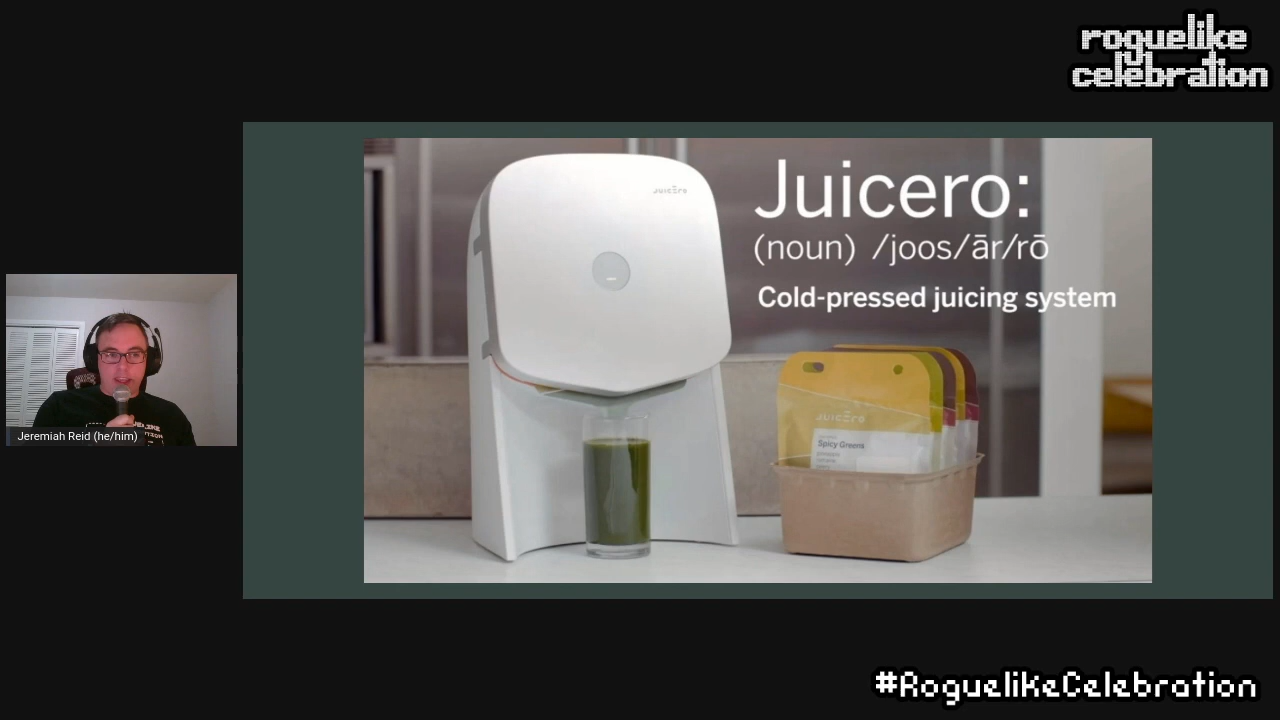 roguelike
celebration
Juicero:
(noun) /joos/ār/rō
Cold-pressed juicing system
JUICERO
JUICERO
Spicy Greens
Jeremiah Reid (he/him)
#RoguelikeCelebration